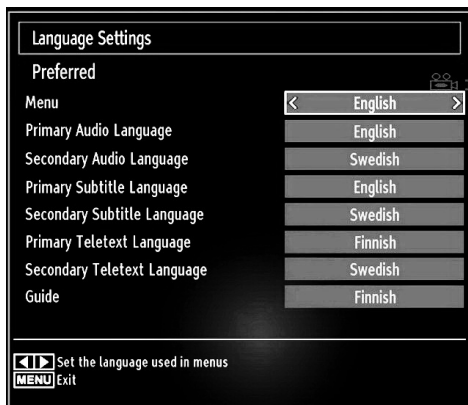 Language Settings
Preferred
Menu English
Primary Audio Language English
Secondary Audio Language Swedish
Primary Subtitle Language English
Secondary Subtitle Language Swedish
Primary Teletext Language Finnish
Secondary Teletext Language Swedish
Guide Finnish
Set the language used in menus
MENU Exit